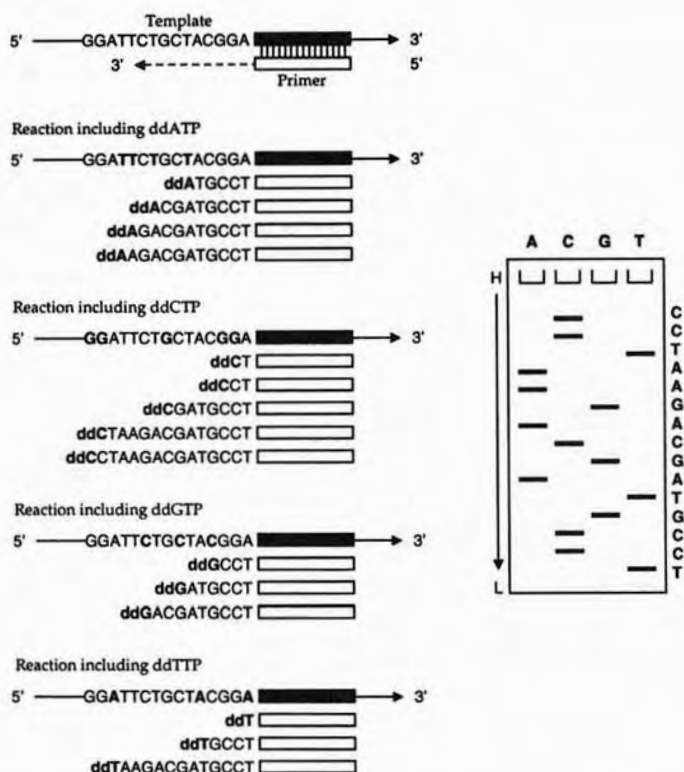 Template
5' GGATTCTGCTACGGA 3'
3' 5'
Primer
Reaction including ddATP
5' GGATTCTGCTACGGA 3'
ddATGCCT
ddACGATGCCT
ddAGACGATGCCT
ddAAGACGATGCCT
Reaction including ddCTP
5' GGATTCTGCTACGGA 3'
ddCT
ddCCT
ddCGATGCCT
ddCTAAGACGATGCCT
ddCCTAAGACGATGCCT
Reaction including ddGTP
5' GGATTCTGCTACGGA 3'
ddGCCT
ddGATGCCT
ddGACGATGCCT
Reaction including ddTTP
5' GGATTCTGCTACGGA 3'
ddT
ddTGCCT
ddTAAGACGATGCCT
A C G T
H
C
C
T
A
A
G
A
C
G
A
T
G
C
C
T
L